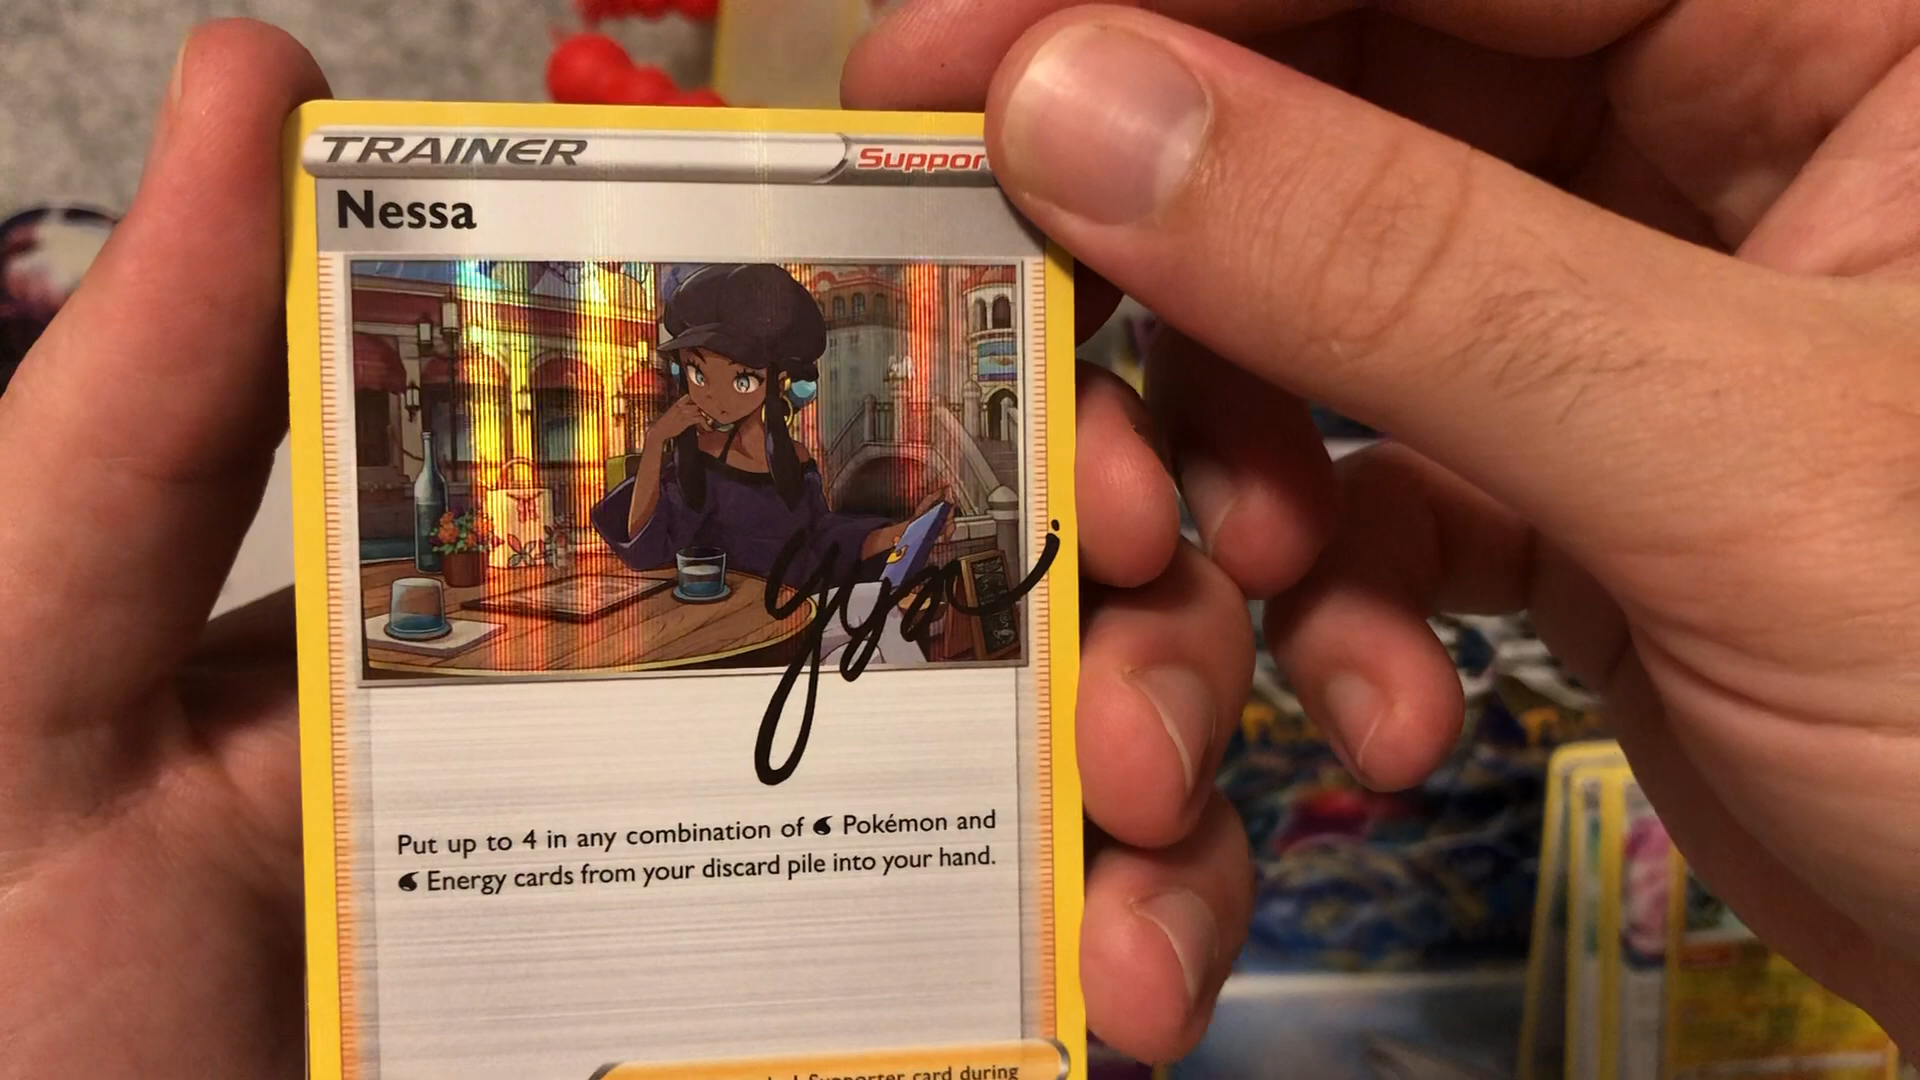 TRAINER Suppor
Nessa
Put up to 4 in any combination of Pokémon and
Energy cards from your discard pile into your hand.
Supporter card during